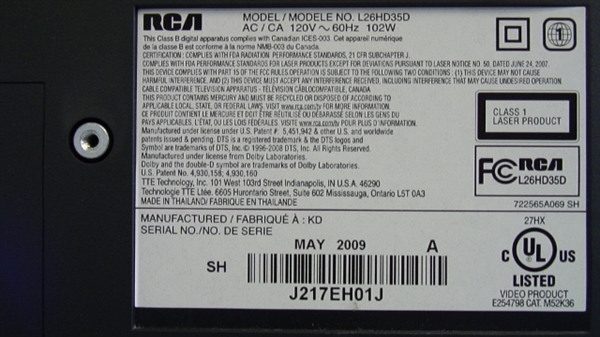 RCA MODEL / MODELE NO. L26HD35D
AC / CA 120V ~ 60Hz 102W
This Class B digital apparatus complies with Canadian ICES-003. Cet appareil numérique
de la classe B est conforme à la norme NMB-003 du Canada.
COMPLIES WITH FDA RADIATION PERFORMANCE STANDARDS, 21 CFR SUBCHAPTER J.
COMPLIES WITH FDA PERFORMANCE STANDARDS FOR LASER PRODUCTS EXCEPT FOR DEVIATIONS PURSUANT TO LASER NOTICE NO. 50, DATED JUNE 24, 2007.
THIS DEVICE COMPLIES WITH PART 15 OF THE FCC RULES OPERATION IS SUBJECT TO THE FOLLOWING TWO CONDITIONS: (1) THIS DEVICE MAY NOT CAUSE
HARMFUL INTERFERENCE, AND (2) THIS DEVICE MUST ACCEPT ANY INTERFERENCE RECEIVED, INCLUDING INTERFERENCE THAT MAY CAUSE UNDESIRED OPERATION.
CABLE COMPATIBLE TELEVISION APPARATUS - TÉLÉVISION CÂBLOCOMPATIBLE, CANADA
THIS PRODUCT CONTAINS MERCURY AND MUST BE RECYCLED OR DISPOSED ACCORDING TO
APPLICABLE LOCAL, STATE, OR FEDERAL LAWS. VISIT www.rca.com/tv FOR MORE INFORMATION.
CE PRODUIT CONTIENT LE MERCURE ET DOIT ÊTRE RÉUTILISÉ OU DÉBARASSER SELON DU
PAYS APPLICABLE, L'ÉTAT, OU LES LOIS FÉDÉRALES. VISITE www.rca.com/tv POUR PLUS D'INFORMATION.
Manufactured under license under U.S. Patent #: 5,451,942 & other U.S. and worldwide
patents issued & pending. DTS is a registered trademark & the DTS logos and
Symbol are trademarks of DTS, Inc. © 1996-2008 DTS, Inc. All Rights Reserved.
Manufactured under license from Dolby Laboratories.
Dolby and the double-D symbol are trademarks of Dolby Laboratories.
U.S. Patent Numbers: 4,930,158; 4,930,160
TTE Technology, Inc. 101 West 103rd Street Indianapolis, IN U.S.A. 46290
Technologie TTE Ltée. 6605 Hurontario Street, Suite 602 Mississauga, Ontario L5T 0A3
MADE IN THAILAND/ FABRIQUÉ EN THAILANDE
CLASS 1
LASER PRODUCT
FC RCA
L26HD35D
722565A069 SH
MANUFACTURED / FABRIQUÉ À : KD
SERIAL NO./NO. DE SERIE
MAY 2009 A
SH
J217EH01J
27HX
C UL US
LISTED
VIDEO PRODUCT
E254798 CAT. M52K36